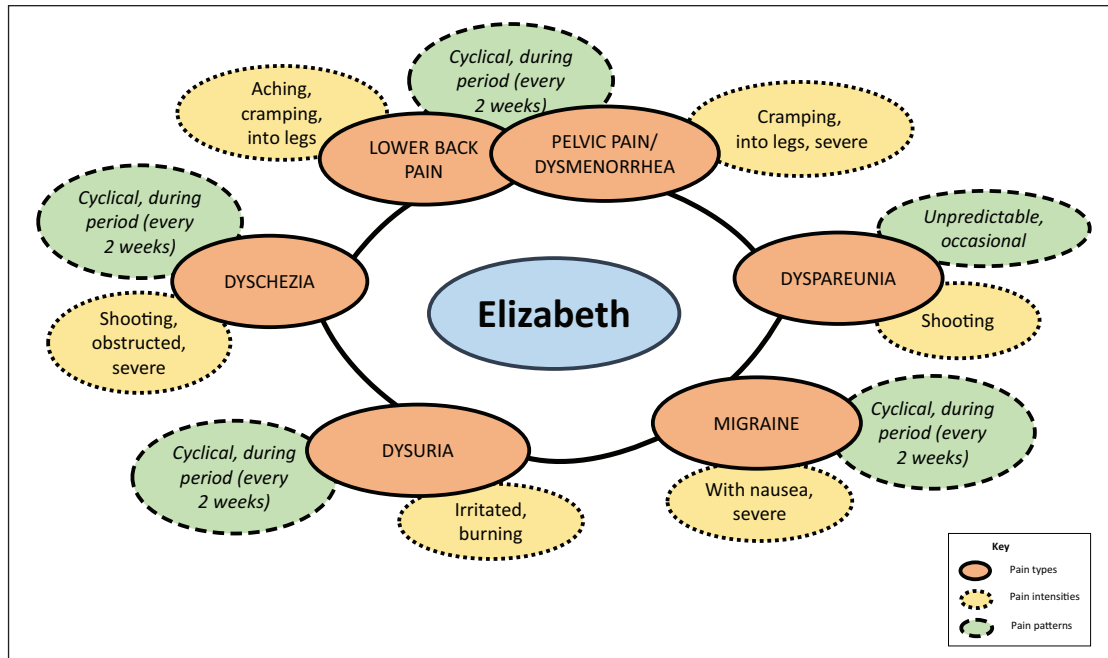 Cyclical, during
period (every
2 weeks)
Aching,
cramping,
into legs
LOWER BACK
PAIN
PELVIC PAIN/
DYSMENORRHEA
Cramping,
into legs, severe
Cyclical, during
period (every
2 weeks)
DYSCHEZIA
Shooting,
obstructed,
severe
Elizabeth
Unpredictable,
occasional
DYSPAREUNIA
Shooting
Cyclical, during
period (every
2 weeks)
DYSURIA
Irritated,
burning
MIGRAINE
Cyclical, during
period (every
2 weeks)
With nausea,
severe
Key
Pain types
Pain intensities
Pain patterns